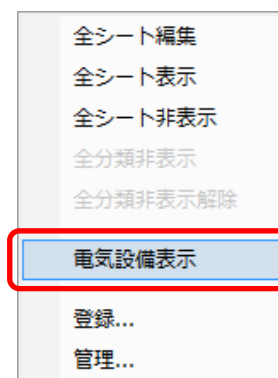 全シート編集
全シート表示
全シート非表示
全分類非表示
全分類非表示解除
電気設備表示
登録...
管理...